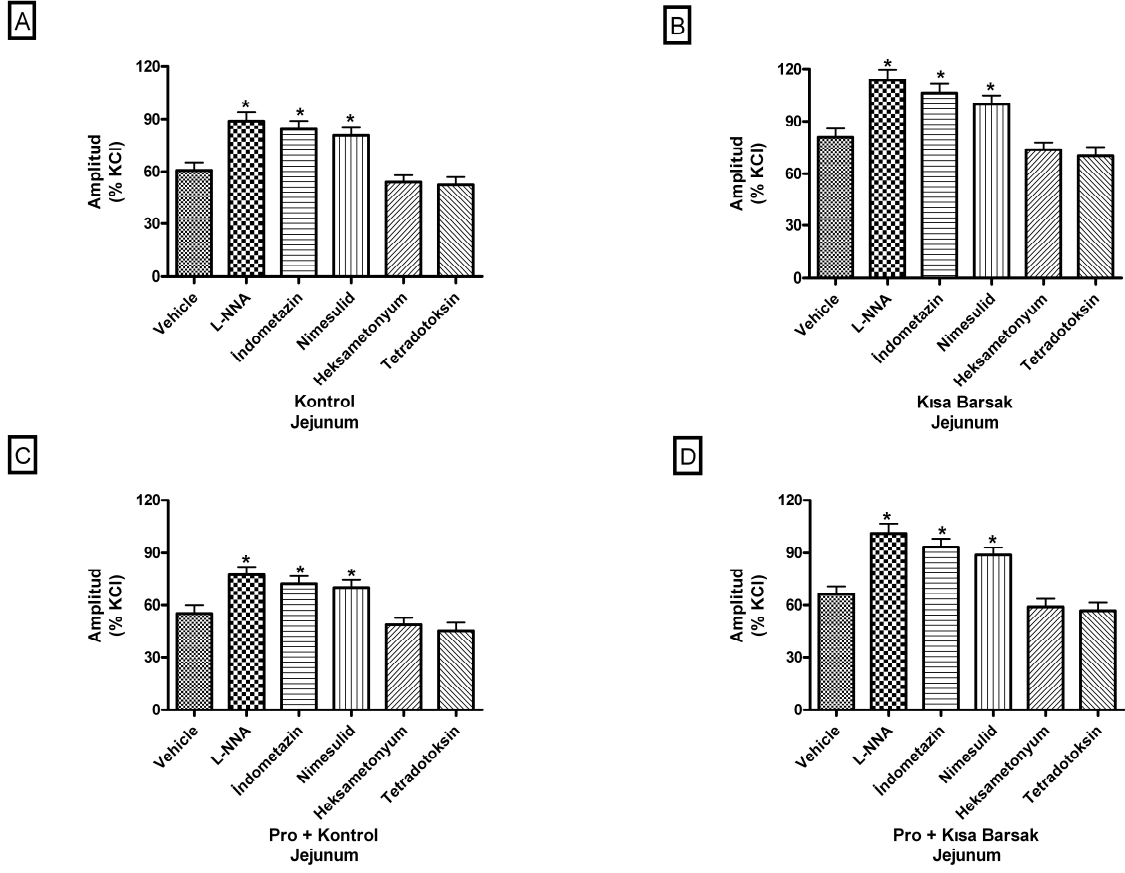 A
Amplitud
(% KCl)
120
90
60
30
0
*
*
*
Vehicle
L-NNA
İndometazin
Nimesulid
Heksametonyum
Tetradotoksin
Kontrol
Jejunum
B
Amplitud
(% KCl)
120
90
60
30
0
*
*
*
Vehicle
L-NNA
İndometazin
Nimesulid
Heksametonyum
Tetradotoksin
Kısa Barsak
Jejunum
C
Amplitud
(% KCl)
120
90
60
30
0
*
*
*
Vehicle
L-NNA
İndometazin
Nimesulid
Heksametonyum
Tetradotoksin
Pro + Kontrol
Jejunum
D
Amplitud
(% KCl)
120
90
60
30
0
*
*
*
Vehicle
L-NNA
İndometazin
Nimesulid
Heksametonyum
Tetradotoksin
Pro + Kısa Barsak
Jejunum